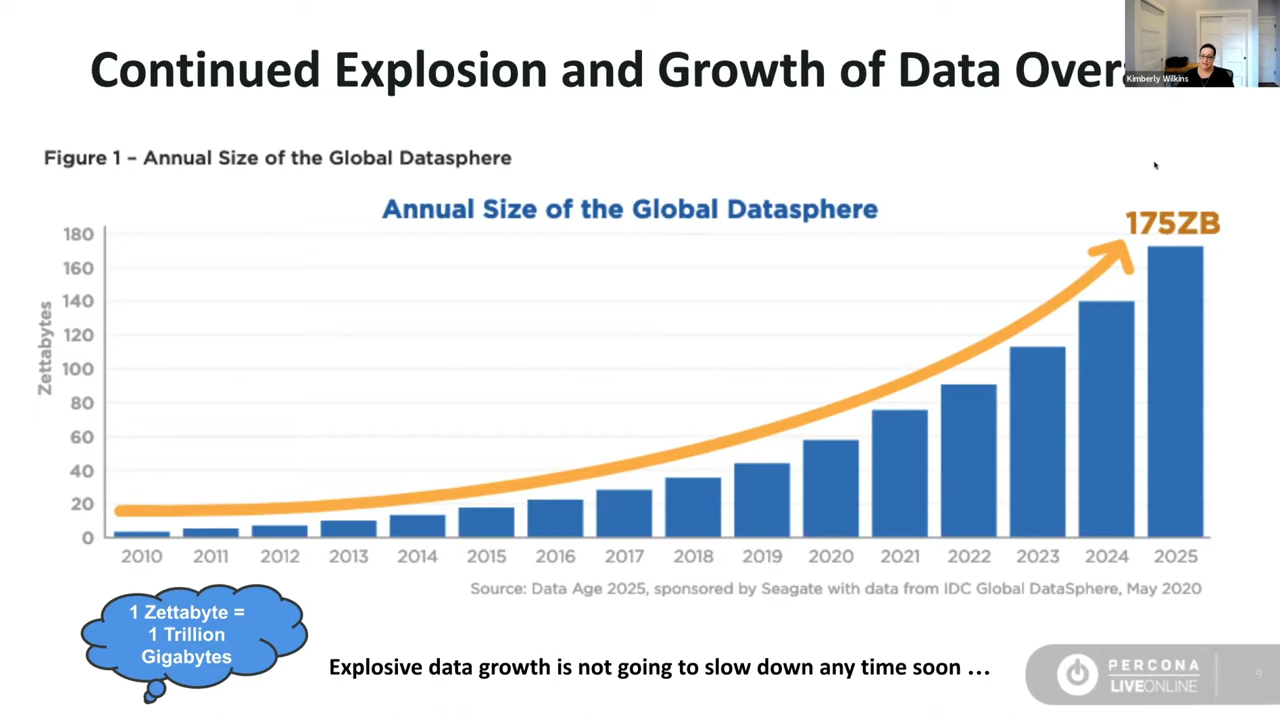 Continued Explosion and Growth of Data Over
Kimberly Wilkins
Figure 1 – Annual Size of the Global Datasphere
Annual Size of the Global Datasphere
175ZB
Zettabytes
180
160
140
120
100
80
60
40
20
0
2010 2011 2012 2013 2014 2015 2016 2017 2018 2019 2020 2021 2022 2023 2024 2025
Source: Data Age 2025, sponsored by Seagate with data from IDC Global DataSphere, May 2020
1 Zettabyte =
1 Trillion
Gigabytes
Explosive data growth is not going to slow down any time soon …
PERCONA
LIVEONLINE
9